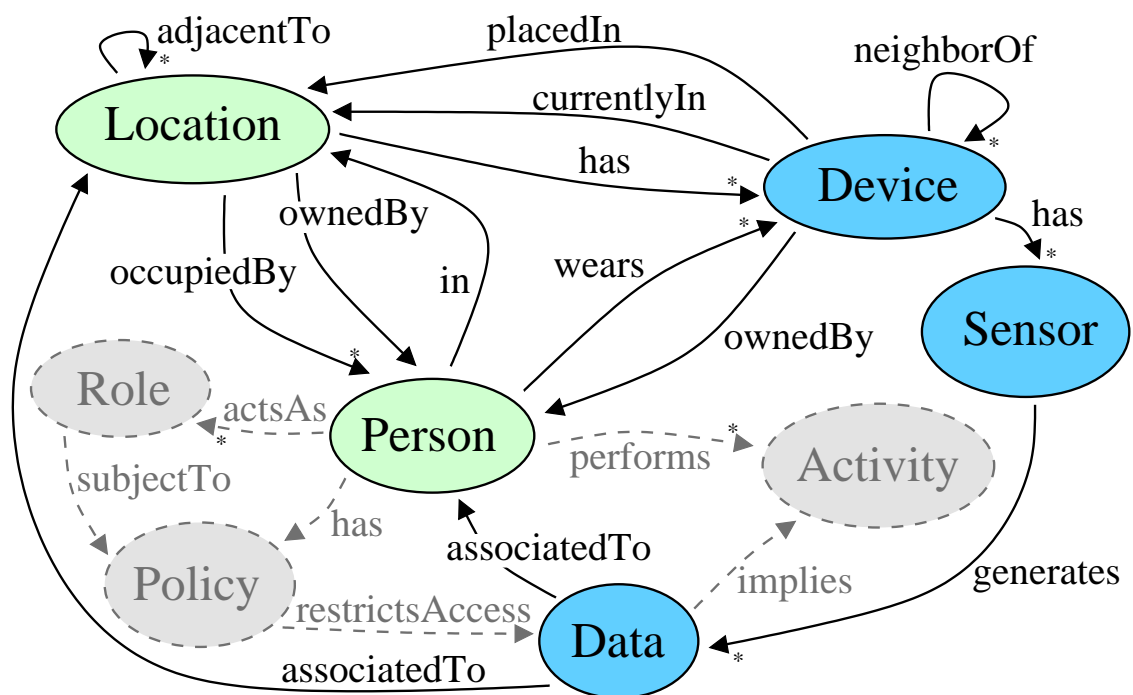 adjacentTo
*
placedIn
neighborOf
*
Location
currentlyIn
has
*
Device
has
*
ownedBy
*
occupiedBy
in
wears
ownedBy
Sensor
*
Role
actsAs
*
Person
performs
*
Activity
subjectTo
has
associatedTo
Policy
implies
generates
restrictsAccess
Data
*
associatedTo